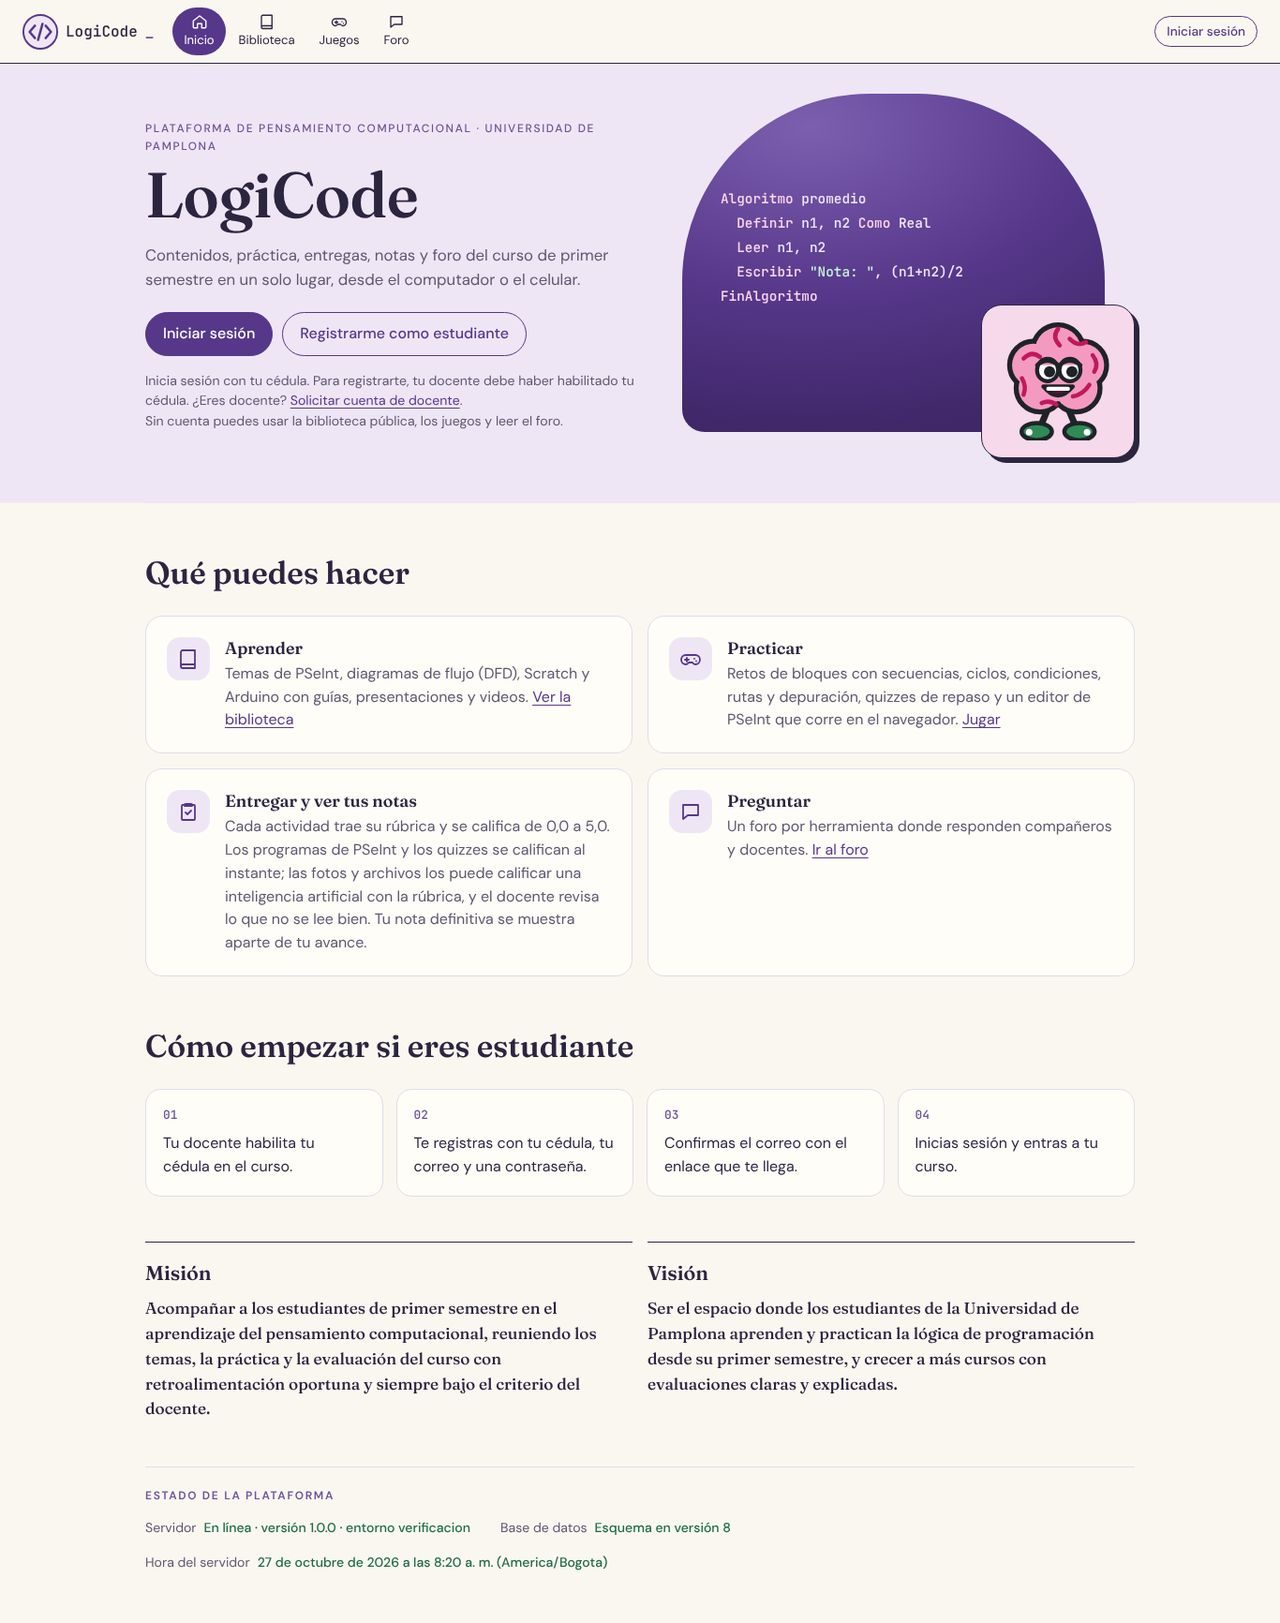 LogiCode _
Inicio
Biblioteca
Juegos
Foro
Iniciar sesión
PLATAFORMA DE PENSAMIENTO COMPUTACIONAL · UNIVERSIDAD DE
PAMPLONA
LogiCode
Contenidos, práctica, entregas, notas y foro del curso de primer
semestre en un solo lugar, desde el computador o el celular.
Iniciar sesión
Registrarme como estudiante
Inicia sesión con tu cédula. Para registrarte, tu docente debe haber habilitado tu
cédula. ¿Eres docente? Solicitar cuenta de docente.
Sin cuenta puedes usar la biblioteca pública, los juegos y leer el foro.
Algoritmo promedio
Definir n1, n2 Como Real
Leer n1, n2
Escribir "Nota: ", (n1+n2)/2
FinAlgoritmo
Qué puedes hacer
Aprender
Temas de PSeInt, diagramas de flujo (DFD), Scratch y
Arduino con guías, presentaciones y videos. Ver la
biblioteca
Practicar
Retos de bloques con secuencias, ciclos, condiciones,
rutas y depuración, quizzes de repaso y un editor de
PSeInt que corre en el navegador. Jugar
Entregar y ver tus notas
Cada actividad trae su rúbrica y se califica de 0,0 a 5,0.
Los programas de PSeInt y los quizzes se califican al
instante; las fotos y archivos los puede calificar una
inteligencia artificial con la rúbrica, y el docente revisa
lo que no se lee bien. Tu nota definitiva se muestra
aparte de tu avance.
Preguntar
Un foro por herramienta donde responden compañeros
y docentes. Ir al foro
Cómo empezar si eres estudiante
01
Tu docente habilita tu
cédula en el curso.
02
Te registras con tu cédula, tu
correo y una contraseña.
03
Confirmas el correo con el
enlace que te llega.
04
Inicias sesión y entras a tu
curso.
Misión
Acompañar a los estudiantes de primer semestre en el
aprendizaje del pensamiento computacional, reuniendo los
temas, la práctica y la evaluación del curso con
retroalimentación oportuna y siempre bajo el criterio del
docente.
Visión
Ser el espacio donde los estudiantes de la Universidad de
Pamplona aprenden y practican la lógica de programación
desde su primer semestre, y crecer a más cursos con
evaluaciones claras y explicadas.
ESTADO DE LA PLATAFORMA
Servidor En línea · versión 1.0.0 · entorno verificacion
Base de datos Esquema en versión 8
Hora del servidor 27 de octubre de 2026 a las 8:20 a. m. (America/Bogota)